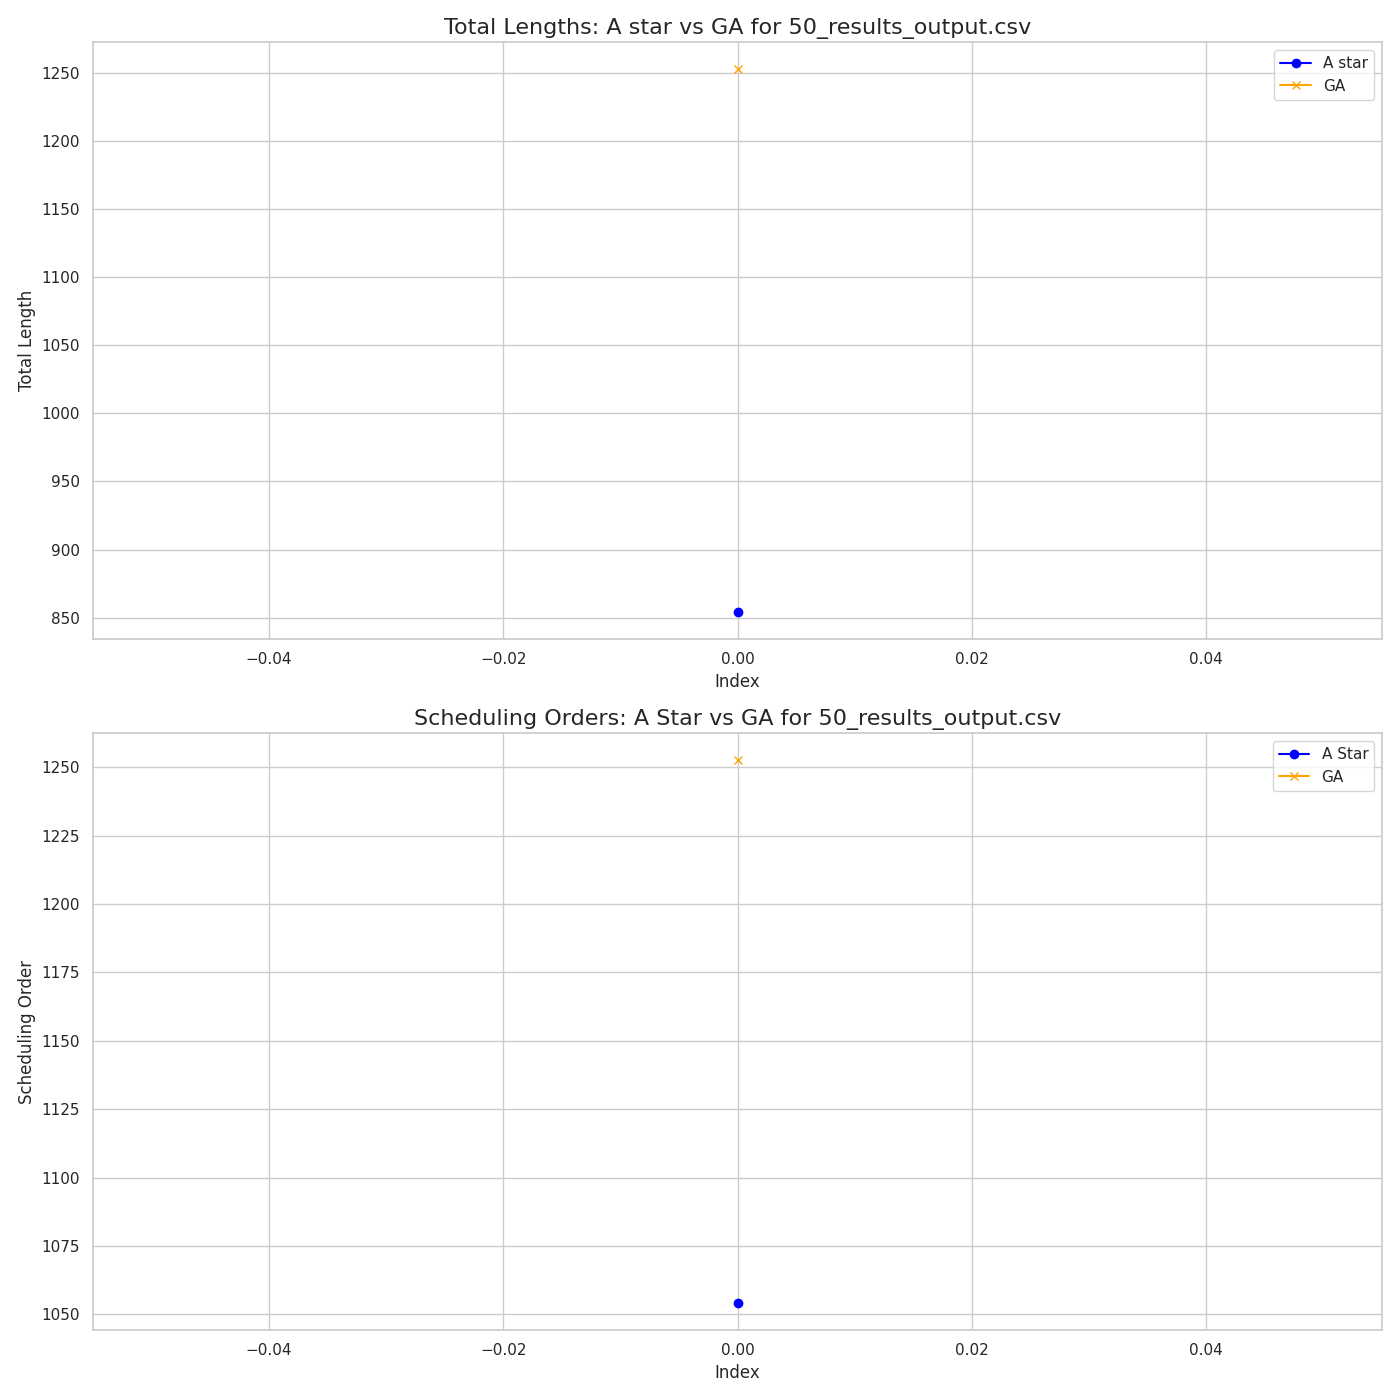 Total Lengths: A star vs GA for 50_results_output.csv
A star
GA
Total Length
1250
1200
1150
1100
1050
1000
950
900
850
−0.04
−0.02
0.00
0.02
0.04
Index
Scheduling Orders: A Star vs GA for 50_results_output.csv
A Star
GA
Scheduling Order
1250
1225
1200
1175
1150
1125
1100
1075
1050
−0.04
−0.02
0.00
0.02
0.04
Index